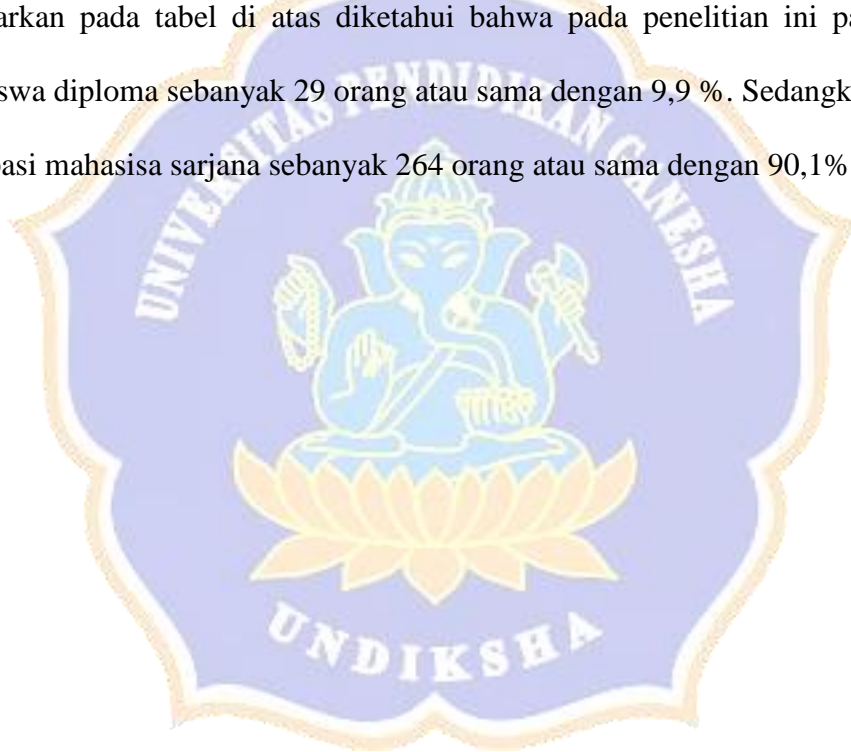 arkan pada tabel di atas diketahui bahwa pada penelitian ini pa
swa diploma sebanyak 29 orang atau sama dengan 9,9 %. Sedangk
pasi mahasisa sarjana sebanyak 264 orang atau sama dengan 90,1%
UNIVERSITAS PENDIDIKAN GANESHA
UNDIKSHA